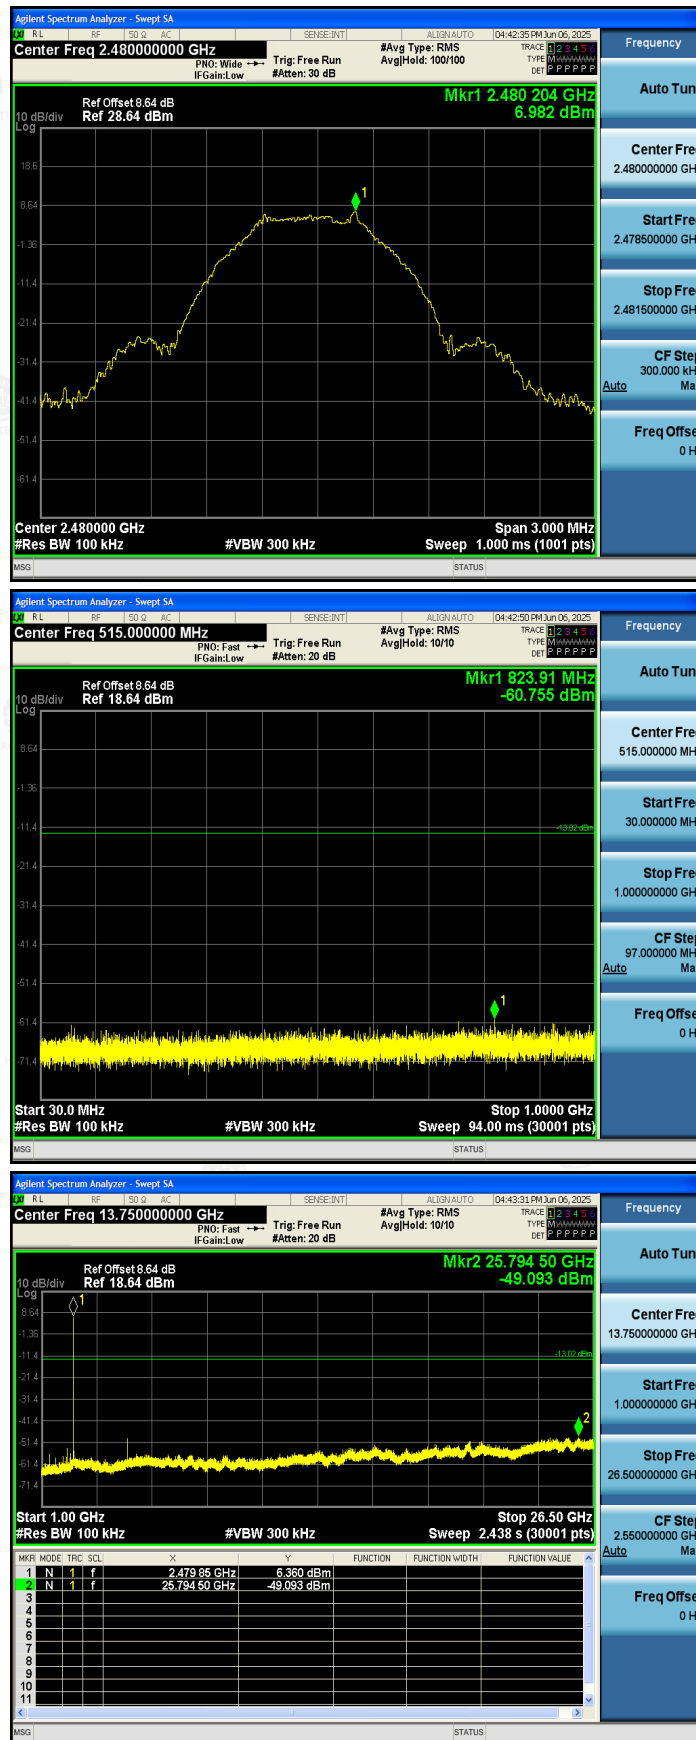 Agilent Spectrum Analyzer - Swept SA
LXI RL RF 50 Ω AC SENSE:INT ALIGNAUTO 04:42:35 PM Jun 06, 2025
Center Freq 2.480000000 GHz
PNO: Wide
IFGain:Low
Trig: Free Run
#Atten: 30 dB
#Avg Type: RMS
Avg|Hold: 100/100
TRACE 1 2 3 4 5 6
TYPE MWWWWW
DET P P P P P P
Frequency
Mkr1 2.480 204 GHz
6.982 dBm
Ref Offset 8.64 dB
10 dB/div Ref 28.64 dBm
Log
18.6
8.64
-1.36
-11.4
-21.4
-31.4
-41.4
-51.4
-61.4
1
Center 2.480000 GHz Span 3.000 MHz
#Res BW 100 kHz #VBW 300 kHz Sweep 1.000 ms (1001 pts)
MSG STATUS
Auto Tun
Center Fre
2.480000000 GH
Start Fre
2.478500000 GH
Stop Fre
2.481500000 GH
CF Ste
300.000 kH
Auto Ma
Freq Offse
0 H
Agilent Spectrum Analyzer - Swept SA
LXI RL RF 50 Ω AC SENSE:INT ALIGNAUTO 04:42:50 PM Jun 06, 2025
Center Freq 515.000000 MHz
PNO: Fast
IFGain:Low
Trig: Free Run
#Atten: 20 dB
#Avg Type: RMS
Avg|Hold: 10/10
TRACE 1 2 3 4 5 6
TYPE MWWWWW
DET P P P P P P
Frequency
Mkr1 823.91 MHz
-60.755 dBm
Ref Offset 8.64 dB
10 dB/div Ref 18.64 dBm
Log
8.64
-1.36
-11.4
-21.4
-31.4
-41.4
-51.4
-61.4
-71.4
-13.02 dBm
1
Start 30.0 MHz Stop 1.0000 GHz
#Res BW 100 kHz #VBW 300 kHz Sweep 94.00 ms (30001 pts)
MSG STATUS
Auto Tun
Center Fre
515.000000 MH
Start Fre
30.000000 MH
Stop Fre
1.000000000 GH
CF Ste
97.000000 MH
Auto Ma
Freq Offse
0 H
Agilent Spectrum Analyzer - Swept SA
LXI RL RF 50 Ω AC SENSE:INT ALIGNAUTO 04:43:31 PM Jun 06, 2025
Center Freq 13.750000000 GHz
PNO: Fast
IFGain:Low
Trig: Free Run
#Atten: 20 dB
#Avg Type: RMS
Avg|Hold: 10/10
TRACE 1 2 3 4 5 6
TYPE MWWWWW
DET P P P P P P
Frequency
Mkr2 25.794 50 GHz
-49.093 dBm
Ref Offset 8.64 dB
10 dB/div Ref 18.64 dBm
Log
8.64
-1.36
-11.4
-21.4
-31.4
-41.4
-51.4
-61.4
-71.4
-13.02 dBm
1
2
Start 1.00 GHz Stop 26.50 GHz
#Res BW 100 kHz #VBW 300 kHz Sweep 2.438 s (30001 pts)
MKR MODE TRC SCL X Y FUNCTION FUNCTION WIDTH FUNCTION VALUE
1 N 1 f 2.479 85 GHz 6.360 dBm
2 N 1 f 25.794 50 GHz -49.093 dBm
3
4
5
6
7
8
9
10
11
MSG STATUS
Auto Tun
Center Fre
13.750000000 GH
Start Fre
1.000000000 GH
Stop Fre
26.500000000 GH
CF Ste
2.550000000 GH
Auto Ma
Freq Offse
0 H